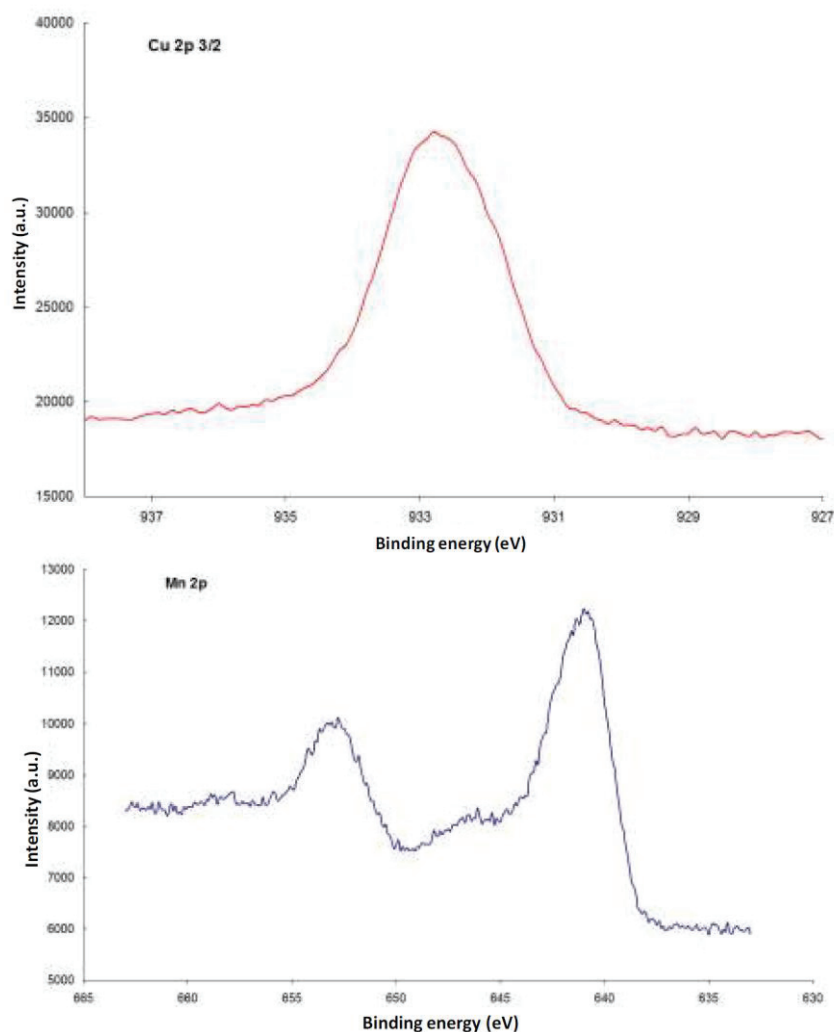 40000
Cu 2p 3/2
35000
30000
25000
20000
15000
Intensity (a.u.)
937 935 933 931 929 927
Binding energy (eV)
13000
Mn 2p
12000
11000
10000
9000
8000
7000
6000
5000
Intensity (a.u.)
665 660 655 650 645 640 635 630
Binding energy (eV)